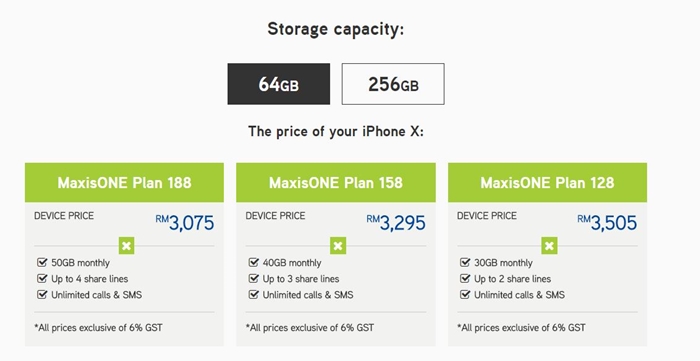 Storage capacity:
64GB
256GB
The price of your iPhone X:
MaxisONE Plan 188
DEVICE PRICE
RM3,075
50GB monthly
Up to 4 share lines
Unlimited calls & SMS
*All prices exclusive of 6% GST
MaxisONE Plan 158
DEVICE PRICE
RM3,295
40GB monthly
Up to 3 share lines
Unlimited calls & SMS
*All prices exclusive of 6% GST
MaxisONE Plan 128
DEVICE PRICE
RM3,505
30GB monthly
Up to 2 share lines
Unlimited calls & SMS
*All prices exclusive of 6% GST